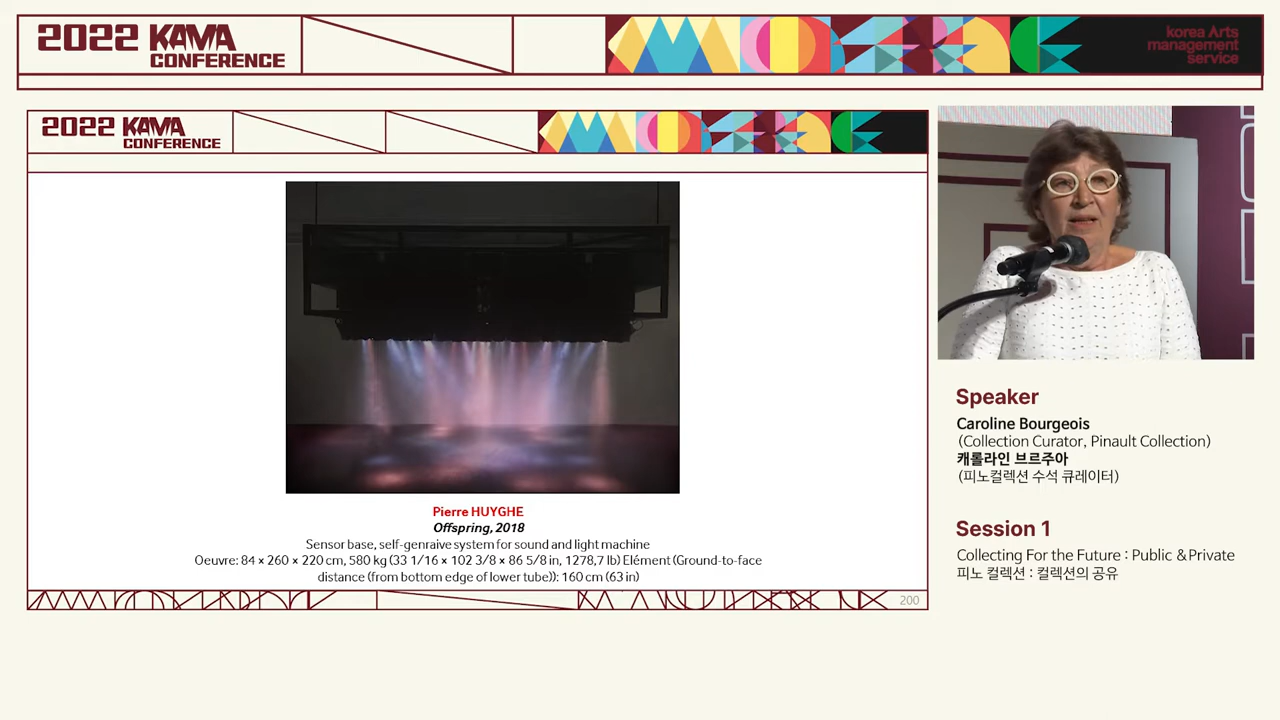 2022 KAMA
CONFERENCE
korea Arts
management
service
2022 KAMA
CONFERENCE
Pierre HUYGHE
Offspring, 2018
Sensor base, self-genraive system for sound and light machine
Oeuvre: 84 × 260 × 220 cm, 580 kg (33 1/16 × 102 3/8 × 86 5/8 in, 1278,7 lb) Elément (Ground-to-face
distance (from bottom edge of lower tube)): 160 cm (63 in)
200
Speaker
Caroline Bourgeois
(Collection Curator, Pinault Collection)
캐롤라인 브르주아
(피노컬렉션 수석 큐레이터)
Session 1
Collecting For the Future : Public & Private
피노 컬렉션 : 컬렉션의 공유